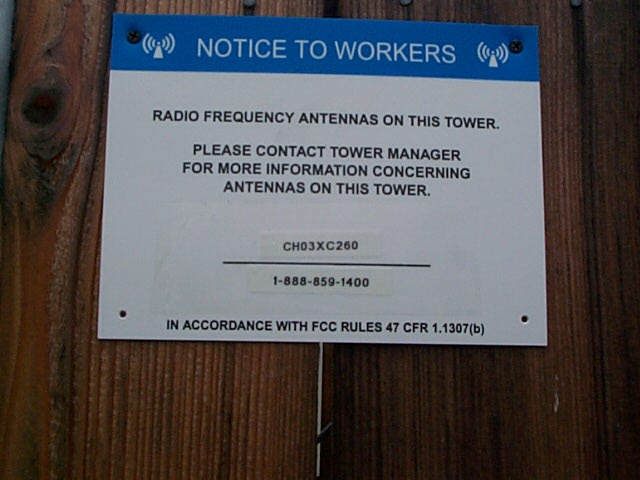 NOTICE TO WORKERS
RADIO FREQUENCY ANTENNAS ON THIS TOWER.
PLEASE CONTACT TOWER MANAGER
FOR MORE INFORMATION CONCERNING
ANTENNAS ON THIS TOWER.
CH03XC260
1-888-859-1400
IN ACCORDANCE WITH FCC RULES 47 CFR 1.1307(b)